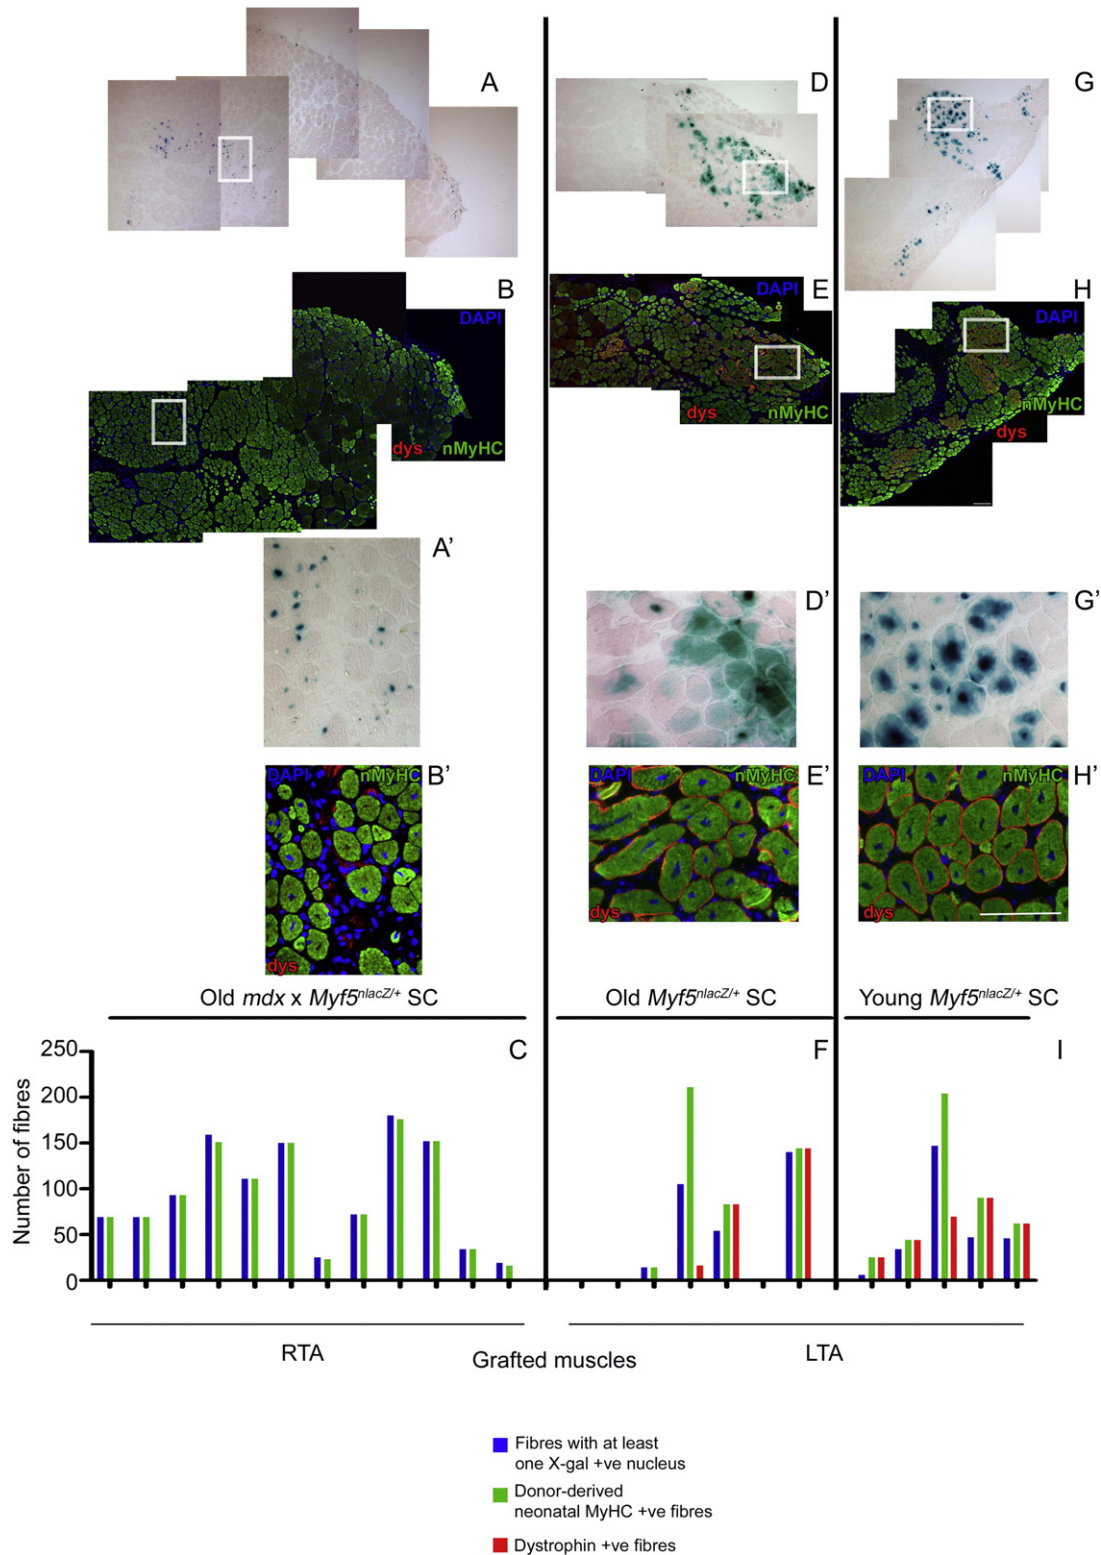 A
D
G
B
DAPI
dys
nMyHC
E
DAPI
dys
nMyHC
H
DAPI
nMyHC
dys
A'
D'
G'
DAPI
nMyHC
B'
dys
DAPI
nMyHC
E'
dys
DAPI
nMyHC
H'
dys
Old mdx x Myf5nlacZ/+ SC
Old Myf5nlacZ/+ SC
Young Myf5nlacZ/+ SC
C
F
I
Number of fibres
250
200
150
100
50
0
RTA
Grafted muscles
LTA
Fibres with at least
one X-gal +ve nucleus
Donor-derived
neonatal MyHC +ve fibres
Dystrophin +ve fibres